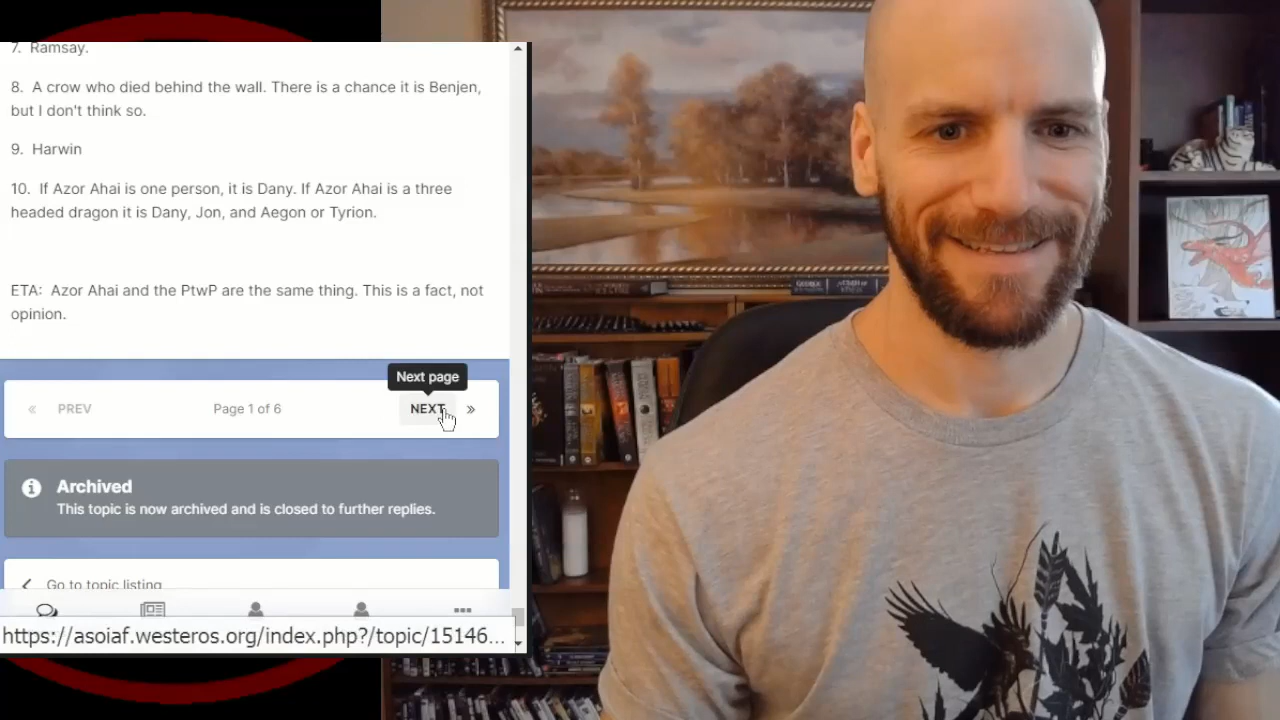 7. Ramsay.
8. A crow who died behind the wall. There is a chance it is Benjen,
but I don't think so.
9. Harwin
10. If Azor Ahai is one person, it is Dany. If Azor Ahai is a three
headed dragon it is Dany, Jon, and Aegon or Tyrion.
ETA: Azor Ahai and the PtwP are the same thing. This is a fact, not
opinion.
Next page
« PREV Page 1 of 6 NEXT »
Archived
This topic is now archived and is closed to further replies.
Go to topic listing
https://asoiaf.westeros.org/index.php?/topic/15146...